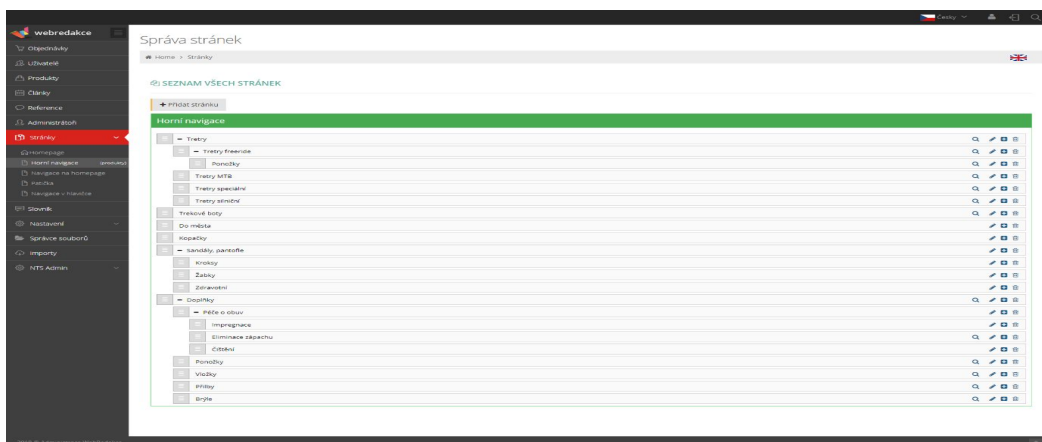 Česky
webredakce
Objednávky
Uživatelé
Produkty
Články
Reference
Administrátoři
Stránky
Homepage
Horní navigace (produkty)
Navigace na homepage
Patička
Navigace v hlavičce
Slovník
Nastavení
Správce souborů
Importy
NTS Admin
Správa stránek
Home > Stránky
SEZNAM VŠECH STRÁNEK
+ Přidat stránku
Horní navigace
Tretry
Tretry freeride
Ponožky
Tretry MTB
Tretry speciální
Tretry silniční
Trekové boty
Do města
Kopačky
Sandály, pantofle
Kroksy
Žabky
Zdravotní
Doplňky
Péče o obuv
Impregnace
Eliminace zápachu
Čištění
Ponožky
Vložky
Přilby
Brýle